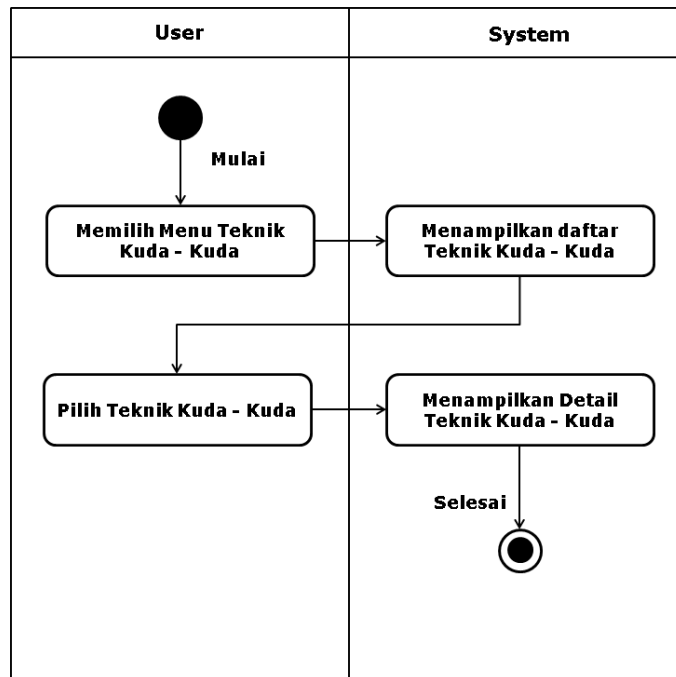 User
System
Mulai
Memilih Menu Teknik
Kuda - Kuda
Menampilkan daftar
Teknik Kuda - Kuda
Pilih Teknik Kuda - Kuda
Menampilkan Detail
Teknik Kuda - Kuda
Selesai